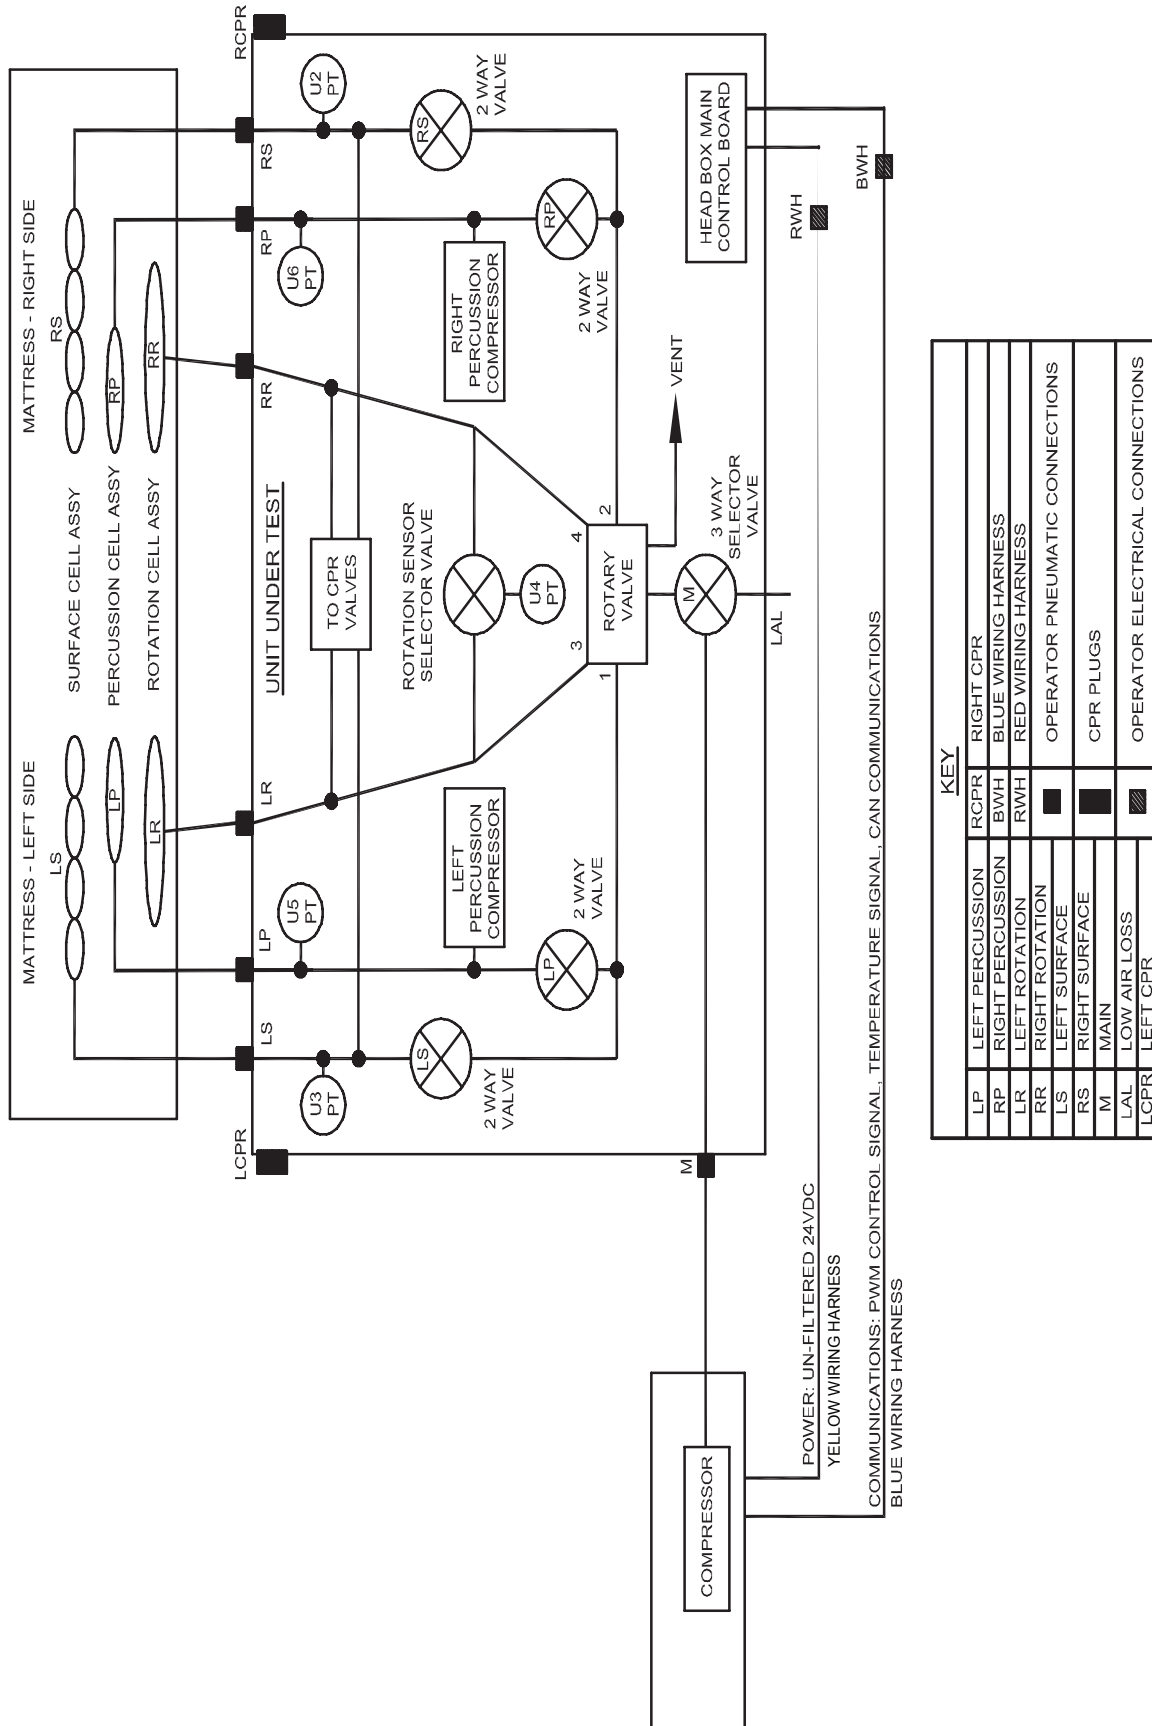 MATTRESS - LEFT SIDE
MATTRESS - RIGHT SIDE
LS
RS
SURFACE CELL ASSY
LP
PERCUSSION CELL ASSY
RP
LR
ROTATION CELL ASSY
RR
LCPR
LS
LP
LR
UNIT UNDER TEST
RR
RP
RS
RCPR
U3
PT
U5
PT
TO CPR
VALVES
U6
PT
U2
PT
LS
2 WAY
VALVE
LEFT
PERCUSSION
COMPRESSOR
ROTATION SENSOR
SELECTOR VALVE
RIGHT
PERCUSSION
COMPRESSOR
RS
2 WAY
VALVE
LP
2 WAY
VALVE
U4
PT
RP
2 WAY
VALVE
3
4
1
2
ROTARY
VALVE
VENT
M
M
3 WAY
SELECTOR
VALVE
LAL
HEAD BOX MAIN
CONTROL BOARD
COMPRESSOR
RWH
BWH
POWER: UN-FILTERED 24VDC
YELLOW WIRING HARNESS
COMMUNICATIONS: PWM CONTROL SIGNAL, TEMPERATURE SIGNAL, CAN COMMUNICATIONS
BLUE WIRING HARNESS
KEY
LP LEFT PERCUSSION RCPR RIGHT CPR
RP RIGHT PERCUSSION BWH BLUE WIRING HARNESS
LR LEFT ROTATION RWH RED WIRING HARNESS
RR RIGHT ROTATION OPERATOR PNEUMATIC CONNECTIONS
LS LEFT SURFACE
RS RIGHT SURFACE CPR PLUGS
M MAIN
LAL LOW AIR LOSS OPERATOR ELECTRICAL CONNECTIONS
LCPR LEFT CPR